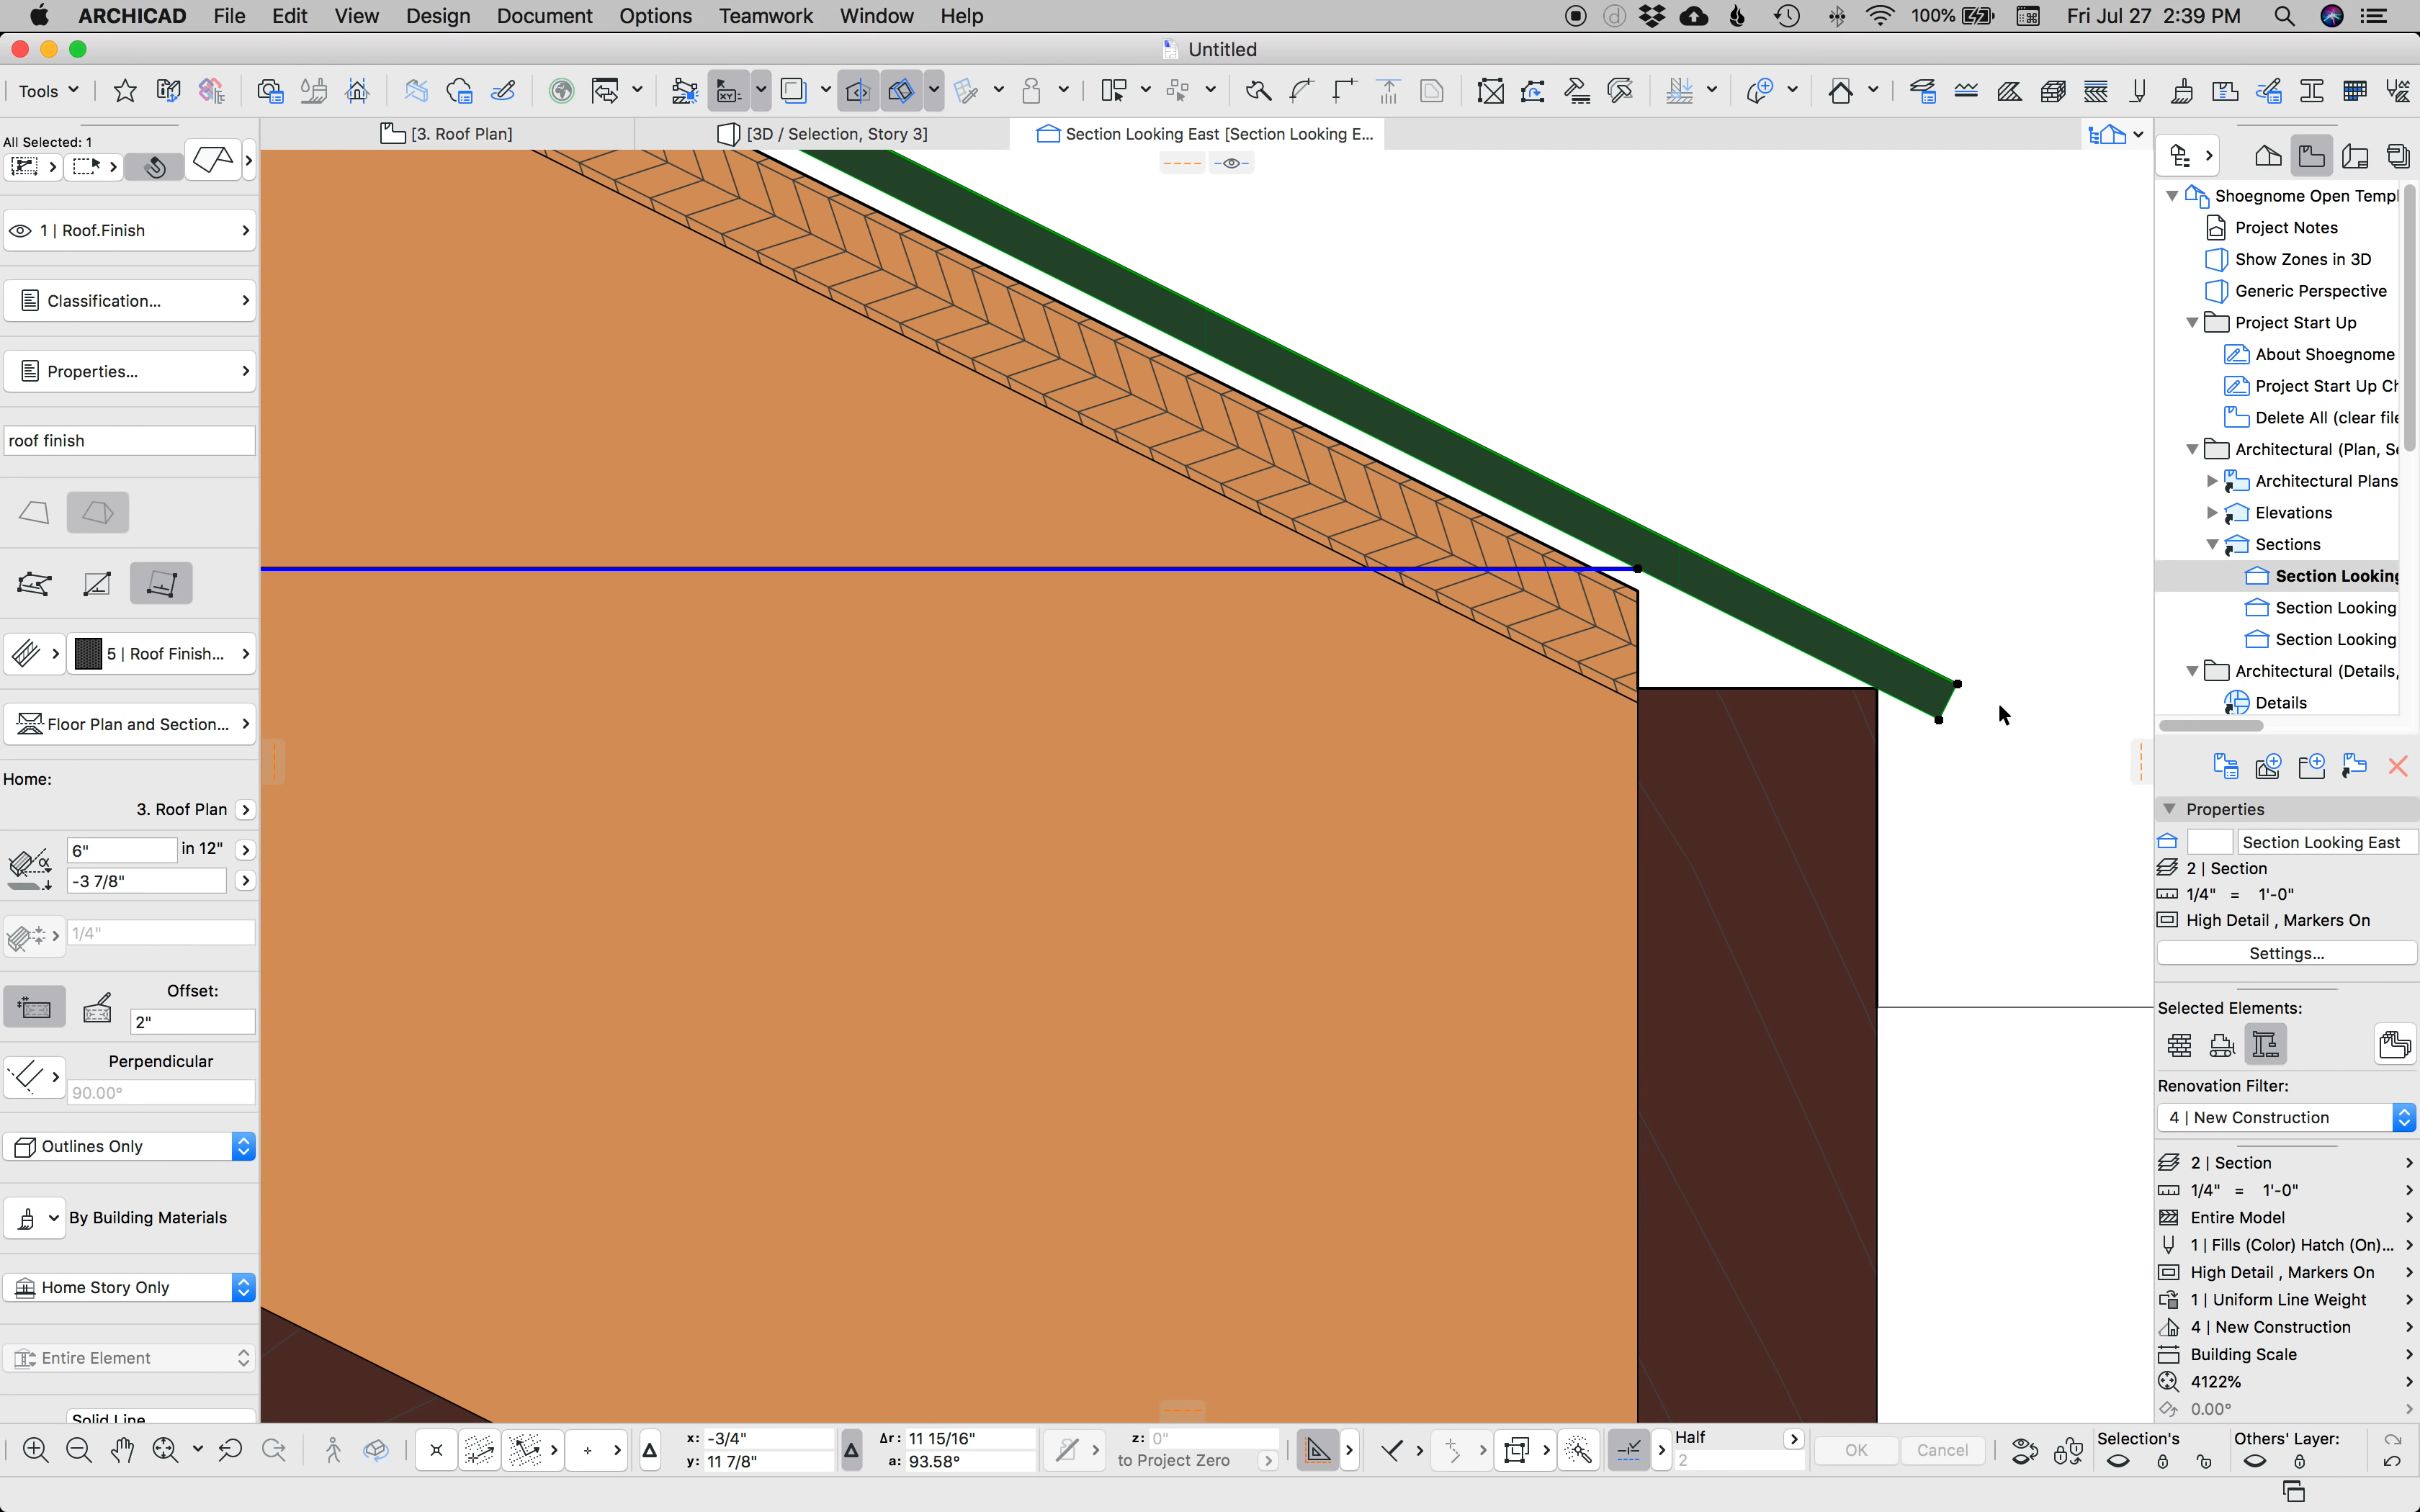 ARCHICAD File Edit View Design Document Options Teamwork Window Help 100% Fri Jul 27 2:39 PM
Untitled
Tools
All Selected: 1
[3. Roof Plan]
[3D / Selection, Story 3]
Section Looking East [Section Looking E...
1 | Roof.Finish
Classification...
Properties...
roof finish
5 | Roof Finish...
Floor Plan and Section...
Home:
3. Roof Plan
6" in 12"
-3 7/8"
1/4"
Offset:
2"
Perpendicular
90.00°
Outlines Only
By Building Materials
Home Story Only
Entire Element
Solid Line
Shoegnome Open Templ
Project Notes
Show Zones in 3D
Generic Perspective
Project Start Up
About Shoegnome
Project Start Up Ch
Delete All (clear file
Architectural (Plan, Se
Architectural Plans
Elevations
Sections
Section Looking
Section Looking
Section Looking
Architectural (Details,
Details
Properties
Section Looking East
2 | Section
1/4" = 1'-0"
High Detail , Markers On
Settings...
Selected Elements:
Renovation Filter:
4 | New Construction
2 | Section
1/4" = 1'-0"
Entire Model
1 | Fills (Color) Hatch (On)...
High Detail , Markers On
1 | Uniform Line Weight
4 | New Construction
Building Scale
4122%
0.00°
x: -3/4"
y: 11 7/8"
Δr: 11 15/16"
a: 93.58°
z: 0"
to Project Zero
Half
2
OK
Cancel
Selection's
Others' Layer: